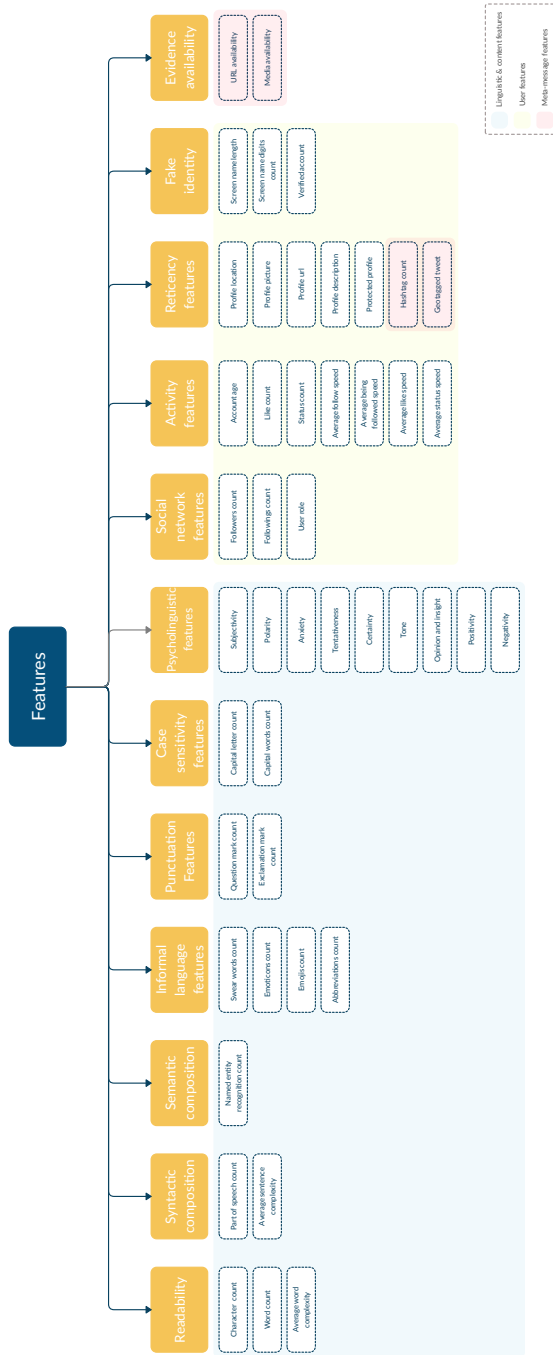 Features
Readability
Character count
Word count
Average word
complexity
Syntactic
composition
Part of speech count
Average sentence
complexity
Semantic
composition
Named entity
recognition count
Informal
language
features
Swear words count
Emoticons count
Emojis count
Abbreviations count
Punctuation
Features
Question mark count
Exclamation mark
count
Case
sensitivity
features
Capital letter count
Capital words count
Psycholinguistic
features
Subjectivity
Polarity
Anxiety
Tentativeness
Certainty
Tone
Opinion and insight
Positivity
Negativity
Social
network
features
Followers count
Followings count
User role
Activity
features
Account age
Like count
Status count
Average follow speed
Average being
followed speed
Average like speed
Average status speed
Reticency
features
Profile location
Profile picture
Profile url
Profile description
Protected profile
Hashtag count
Geotagged tweet
Fake
identity
Screen name length
Screen name digits
count
Verified account
Evidence
availability
URL availability
Media availability
Linguistic & content features
User features
Meta-message features